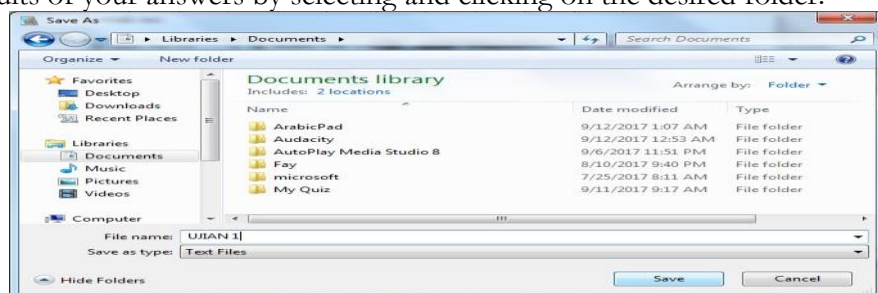 ults of your answers by selecting and clicking on the desired folder.
Save As
Libraries Documents Search Documents
Organize New folder
Favorites
Desktop
Downloads
Recent Places
Libraries
Documents
Music
Pictures
Videos
Computer
Documents library
Includes: 2 locations
Arrange by: Folder
Name Date modified Type
ArabicPad 9/12/2017 1:07 AM File folder
Audacity 9/12/2017 12:53 AM File folder
AutoPlay Media Studio 8 9/6/2017 11:51 PM File folder
Fay 8/10/2017 9:40 PM File folder
microsoft 7/25/2017 8:11 AM File folder
My Quiz 9/11/2017 9:17 AM File folder
File name: UJIAN 1
Save as type: Text Files
Hide Folders Save Cancel